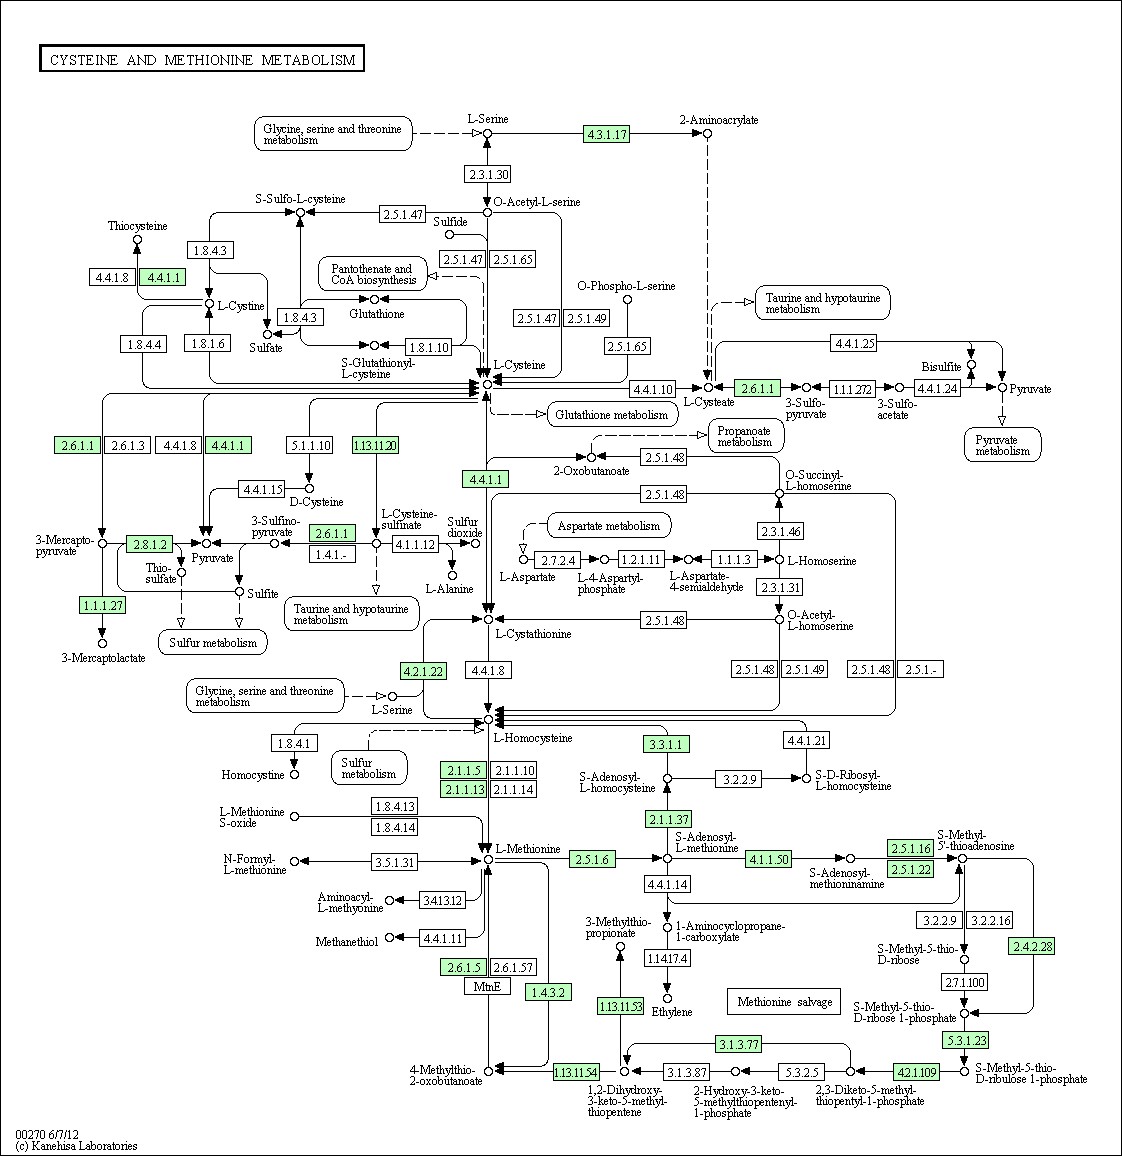 CYSTEINE AND METHIONINE METABOLISM
L-Serine
2-Aminoacrylate
Glycine, serine and threonine
metabolism
4.3.1.17
2.3.1.30
S-Sulfo-L-cysteine
O-Acetyl-L-serine
2.5.1.47
Sulfide
Thiocysteine
1.8.4.3
2.5.1.47
2.5.1.65
4.4.1.8
4.4.1.1
Pantothenate and
CoA biosynthesis
O-Phospho-L-serine
L-Cystine
Glutathione
1.8.4.3
2.5.1.47
2.5.1.49
Taurine and hypotaurine
metabolism
1.8.4.4
1.8.1.6
Sulfate
1.8.1.10
2.5.1.65
4.4.1.25
S-Glutathionyl-
L-cysteine
L-Cysteine
Bisulfite
4.4.1.10
L-Cysteate
2.6.1.1
3-Sulfo-
pyruvate
1.1.1.272
3-Sulfo-
acetate
4.4.1.24
Pyruvate
Glutathione metabolism
Propanoate
metabolism
Pyruvate
metabolism
2.6.1.1
2.6.1.3
4.4.1.8
4.4.1.1
5.1.1.10
1.13.11.20
2-Oxobutanoate
2.5.1.48
4.4.1.1
O-Succinyl-
L-homoserine
4.4.1.15
D-Cysteine
2.5.1.48
3-Sulfino-
pyruvate
L-Cysteine-
sulfinate
Sulfur
dioxide
Aspartate metabolism
2.3.1.46
3-Mercapto-
pyruvate
2.8.1.2
Pyruvate
2.6.1.1
1.4.1.-
4.1.1.12
2.7.2.4
1.2.1.11
1.1.1.3
L-Homoserine
Thio-
sulfate
L-Alanine
L-Aspartate
L-4-Aspartyl-
phosphate
L-Aspartate-
4-semialdehyde
2.3.1.31
Sulfite
1.1.1.27
Taurine and hypotaurine
metabolism
O-Acetyl-
L-homoserine
Sulfur metabolism
L-Cystathionine
2.5.1.48
3-Mercaptolactate
4.2.1.22
4.4.1.8
2.5.1.48
2.5.1.49
2.5.1.48
2.5.1.-
Glycine, serine and threonine
metabolism
L-Serine
L-Homocysteine
1.8.4.1
3.3.1.1
4.4.1.21
Homocystine
Sulfur
metabolism
2.1.1.5
2.1.1.10
2.1.1.13
2.1.1.14
S-Adenosyl-
L-homocysteine
3.2.2.9
S-D-Ribosyl-
L-homocysteine
L-Methionine
S-oxide
1.8.4.13
1.8.4.14
2.1.1.37
S-Adenosyl-
L-methionine
S-Methyl-
5'-thioadenosine
L-Methionine
N-Formyl-
L-methionine
3.5.1.31
2.5.1.6
4.1.1.50
2.5.1.16
2.5.1.22
S-Adenosyl-
methioninamine
4.4.1.14
Aminoacyl-
L-methyonine
3.4.13.12
3.2.2.9
3.2.2.16
3-Methylthio-
propionate
1-Aminocyclopropane-
1-carboxylate
Methanethiol
4.4.1.11
2.4.2.28
S-Methyl-5-thio-
D-ribose
1.14.17.4
2.6.1.5
2.6.1.57
MtnE
1.4.3.2
2.7.1.100
1.13.11.53
Ethylene
Methionine salvage
S-Methyl-5-thio-
D-ribose 1-phosphate
3.1.3.77
5.3.1.23
4-Methylthio-
2-oxobutanoate
1.13.11.54
3.1.3.87
5.3.2.5
4.2.1.109
S-Methyl-5-thio-
D-ribulose 1-phosphate
1,2-Dihydroxy-
3-keto-5-methyl-
thiopentene
2-Hydroxy-3-keto-
5-methylthiopentenyl-
1-phosphate
2,3-Diketo-5-methyl-
thiopentyl-1-phosphate
00270 6/7/12
(c) Kanehisa Laboratories